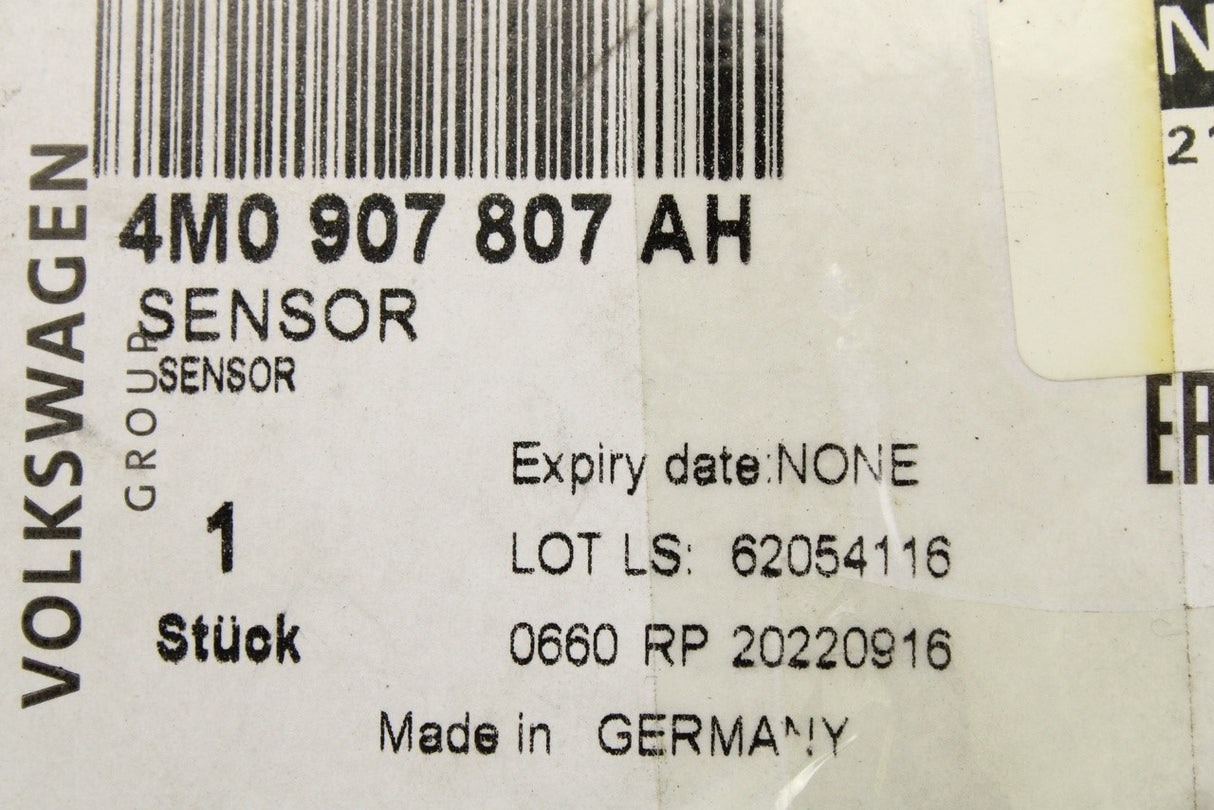 VOLKSWAGEN
GROUP
4M0 907 807 AH
SENSOR
SENSOR
1
Stück
Expiry date:NONE
LOT LS: 62054116
0660 RP 20220916
Made in GERMANY